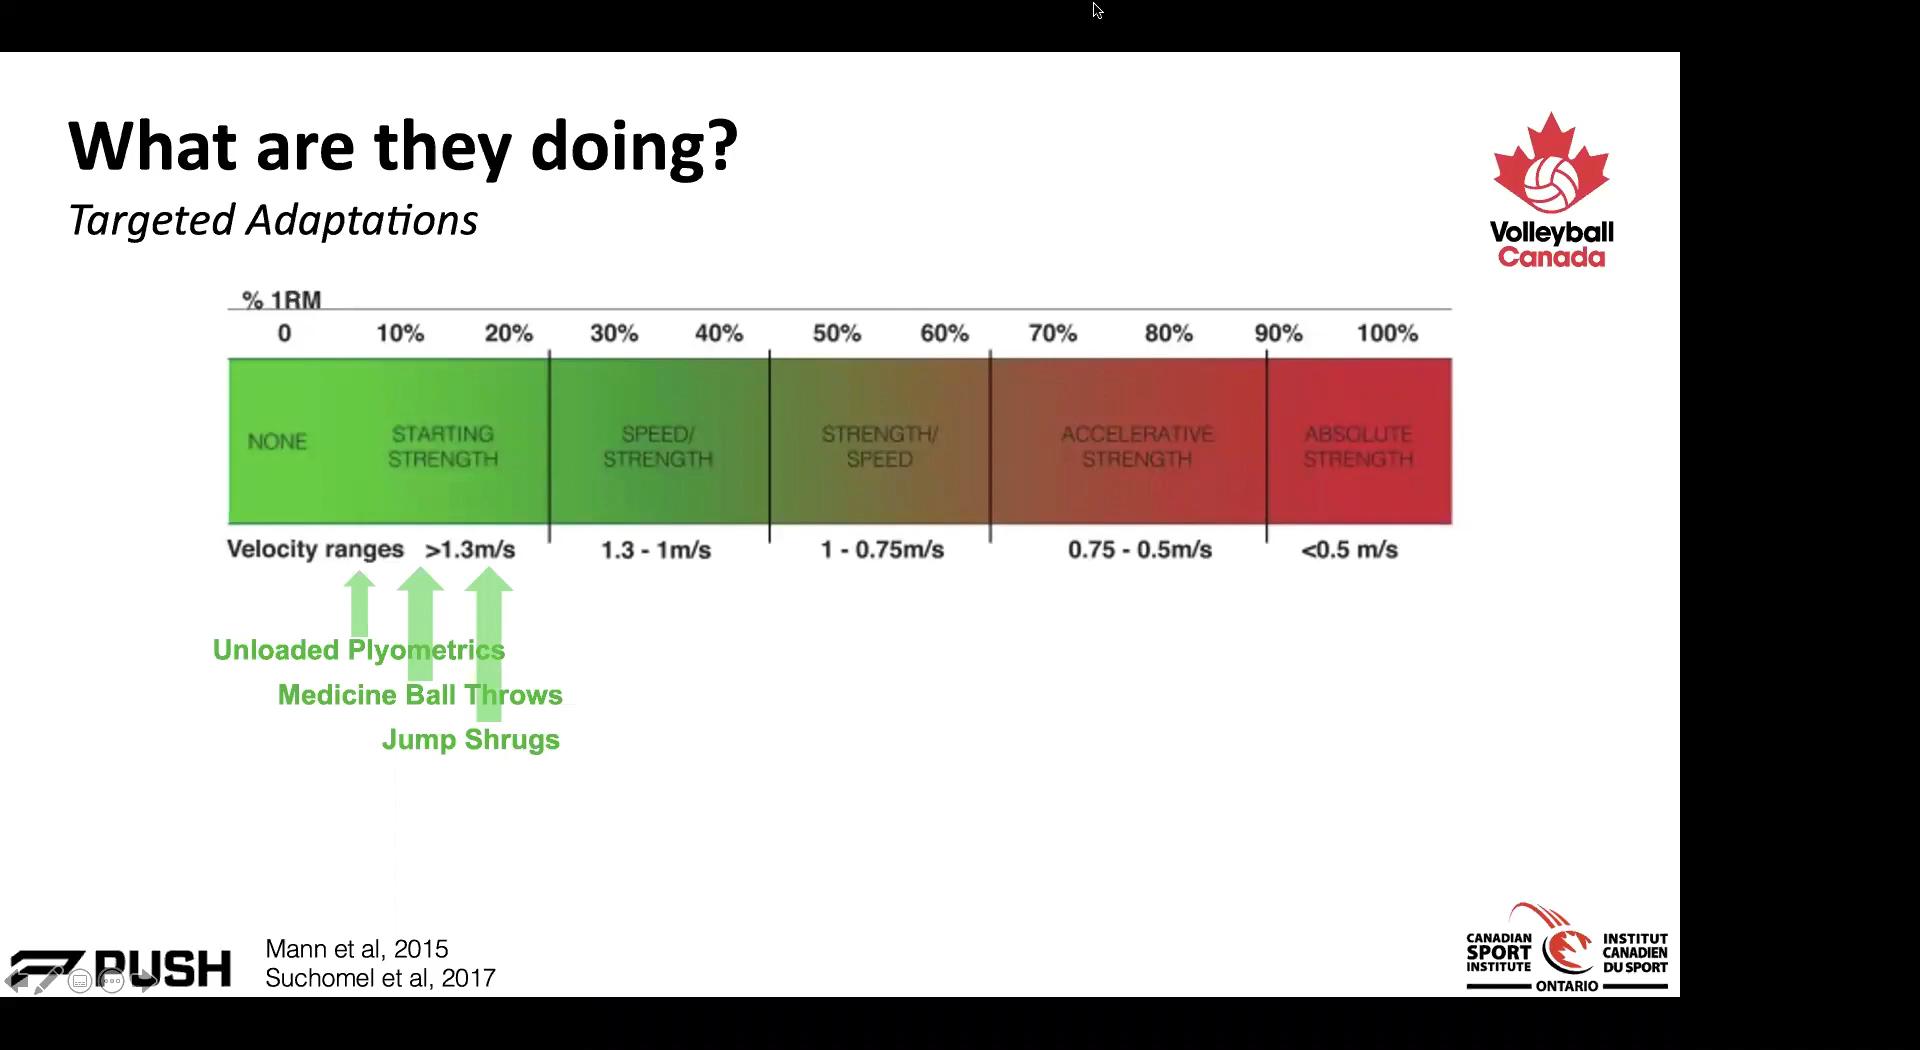 What are they doing?
Targeted Adaptations
Volleyball
Canada
% 1RM
0 10% 20% 30% 40% 50% 60% 70% 80% 90% 100%
NONE
STARTING
STRENGTH
SPEED/
STRENGTH
STRENGTH/
SPEED
ACCELERATIVE
STRENGTH
ABSOLUTE
STRENGTH
Velocity ranges >1.3m/s 1.3 - 1m/s 1 - 0.75m/s 0.75 - 0.5m/s <0.5 m/s
Unloaded Plyometrics
Medicine Ball Throws
Jump Shrugs
PUSH
Mann et al, 2015
Suchomel et al, 2017
CANADIAN
SPORT
INSTITUTE
INSTITUT
CANADIEN
DU SPORT
ONTARIO